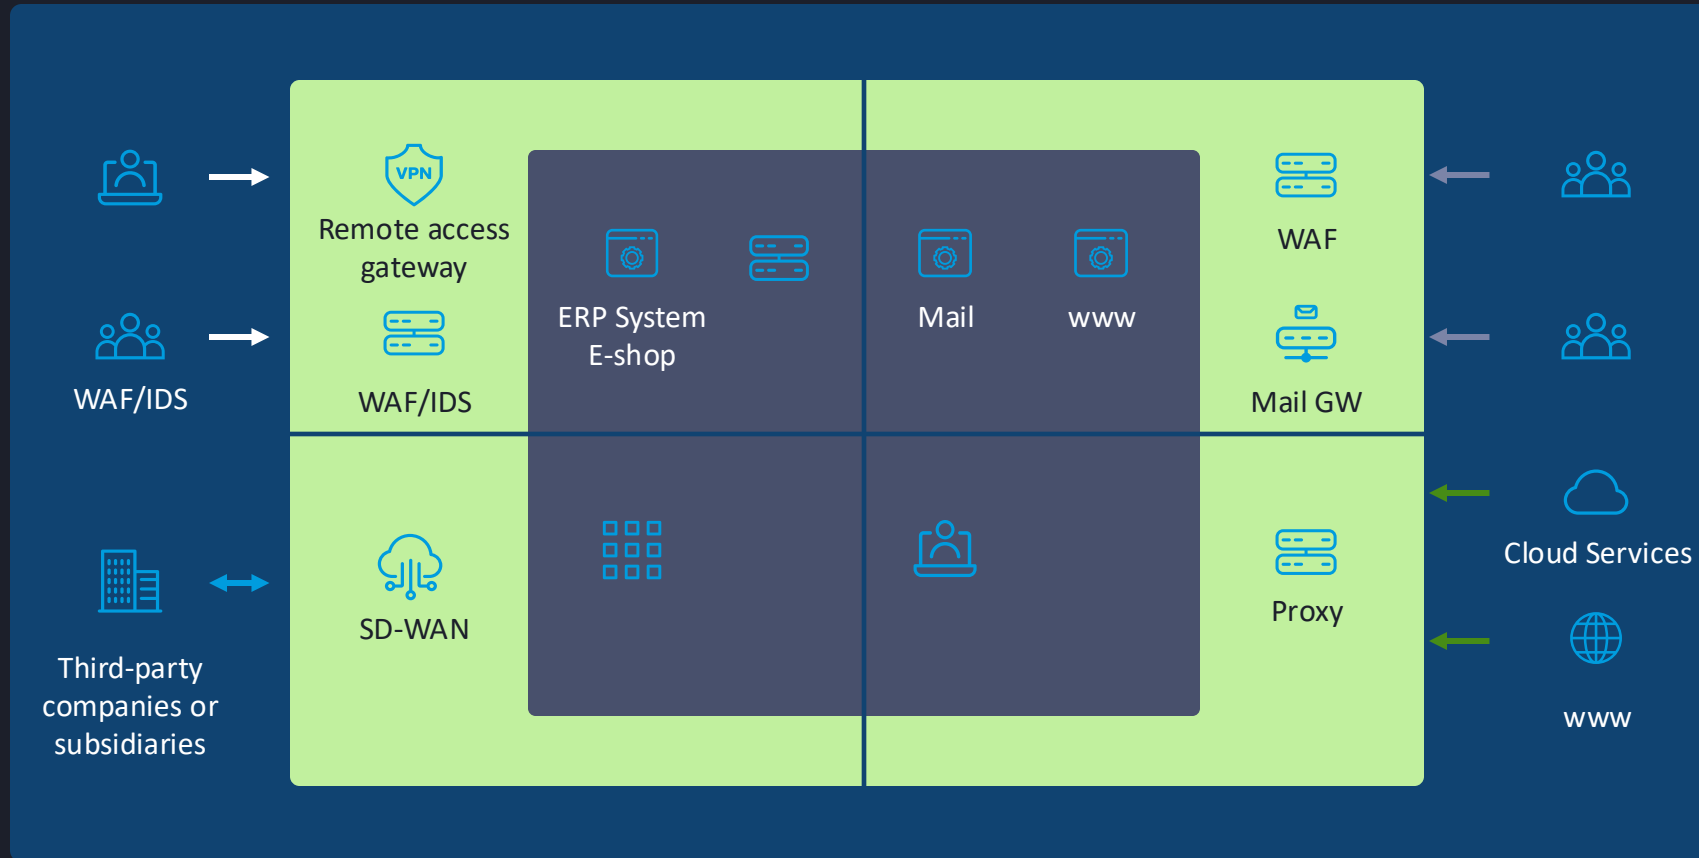 VPN
Remote access
gateway
WAF
ERP System
E-shop
Mail
www
WAF/IDS
WAF/IDS
Mail GW
Cloud Services
SD-WAN
Proxy
Third-party
companies or
subsidiaries
www